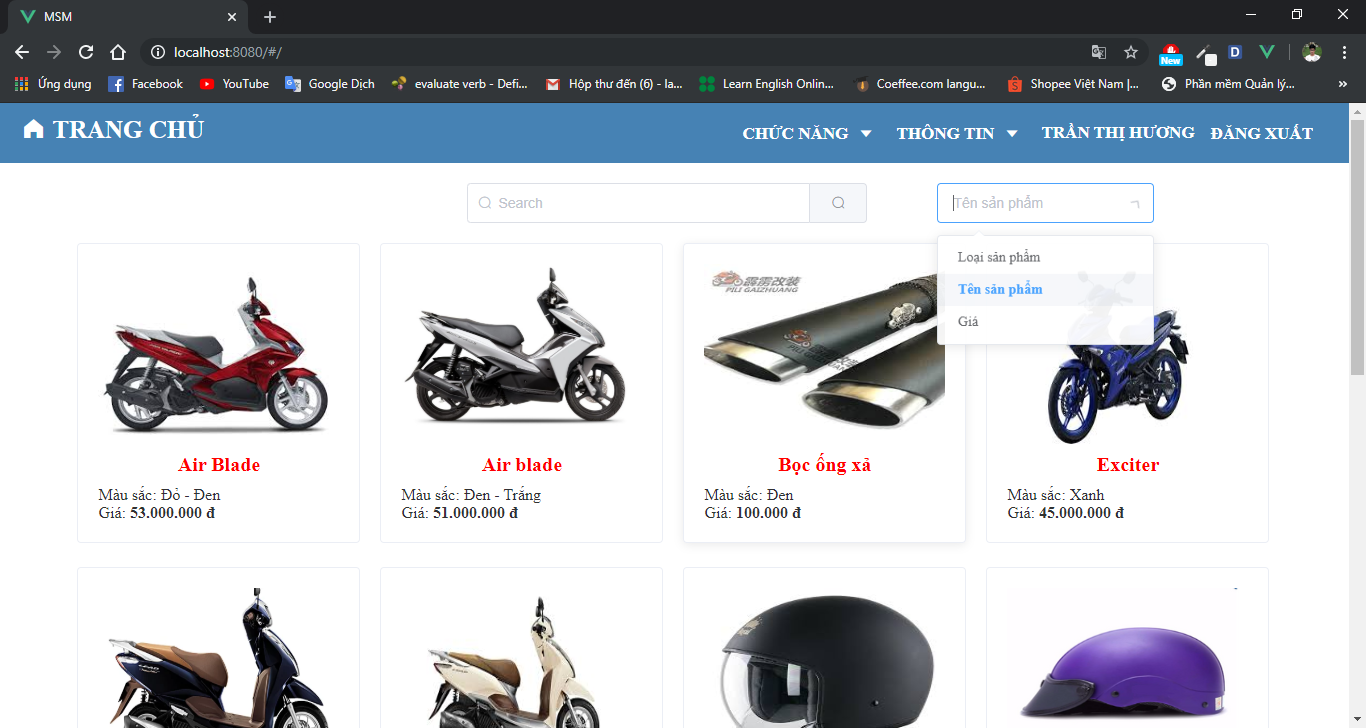 MSM
localhost:8080/#/
Ứng dụng Facebook YouTube Google Dịch evaluate verb - Defi... Hộp thư đến (6) - la... Learn English Onlin... Coeffee.com langu... Shopee Việt Nam |... Phần mềm Quản lý... »
New D
TRANG CHỦ CHỨC NĂNG THÔNG TIN TRẦN THỊ HƯƠNG ĐĂNG XUẤT
Search Tên sản phẩm
Loại sản phẩm
Tên sản phẩm
Giá
霹雳改装
PILI GAIZHUANG
Air Blade Air blade Bọc ống xả Exciter
Màu sắc: Đỏ - Đen Màu sắc: Đen - Trắng Màu sắc: Đen Màu sắc: Xanh
Giá: 53.000.000 đ Giá: 51.000.000 đ Giá: 100.000 đ Giá: 45.000.000 đ